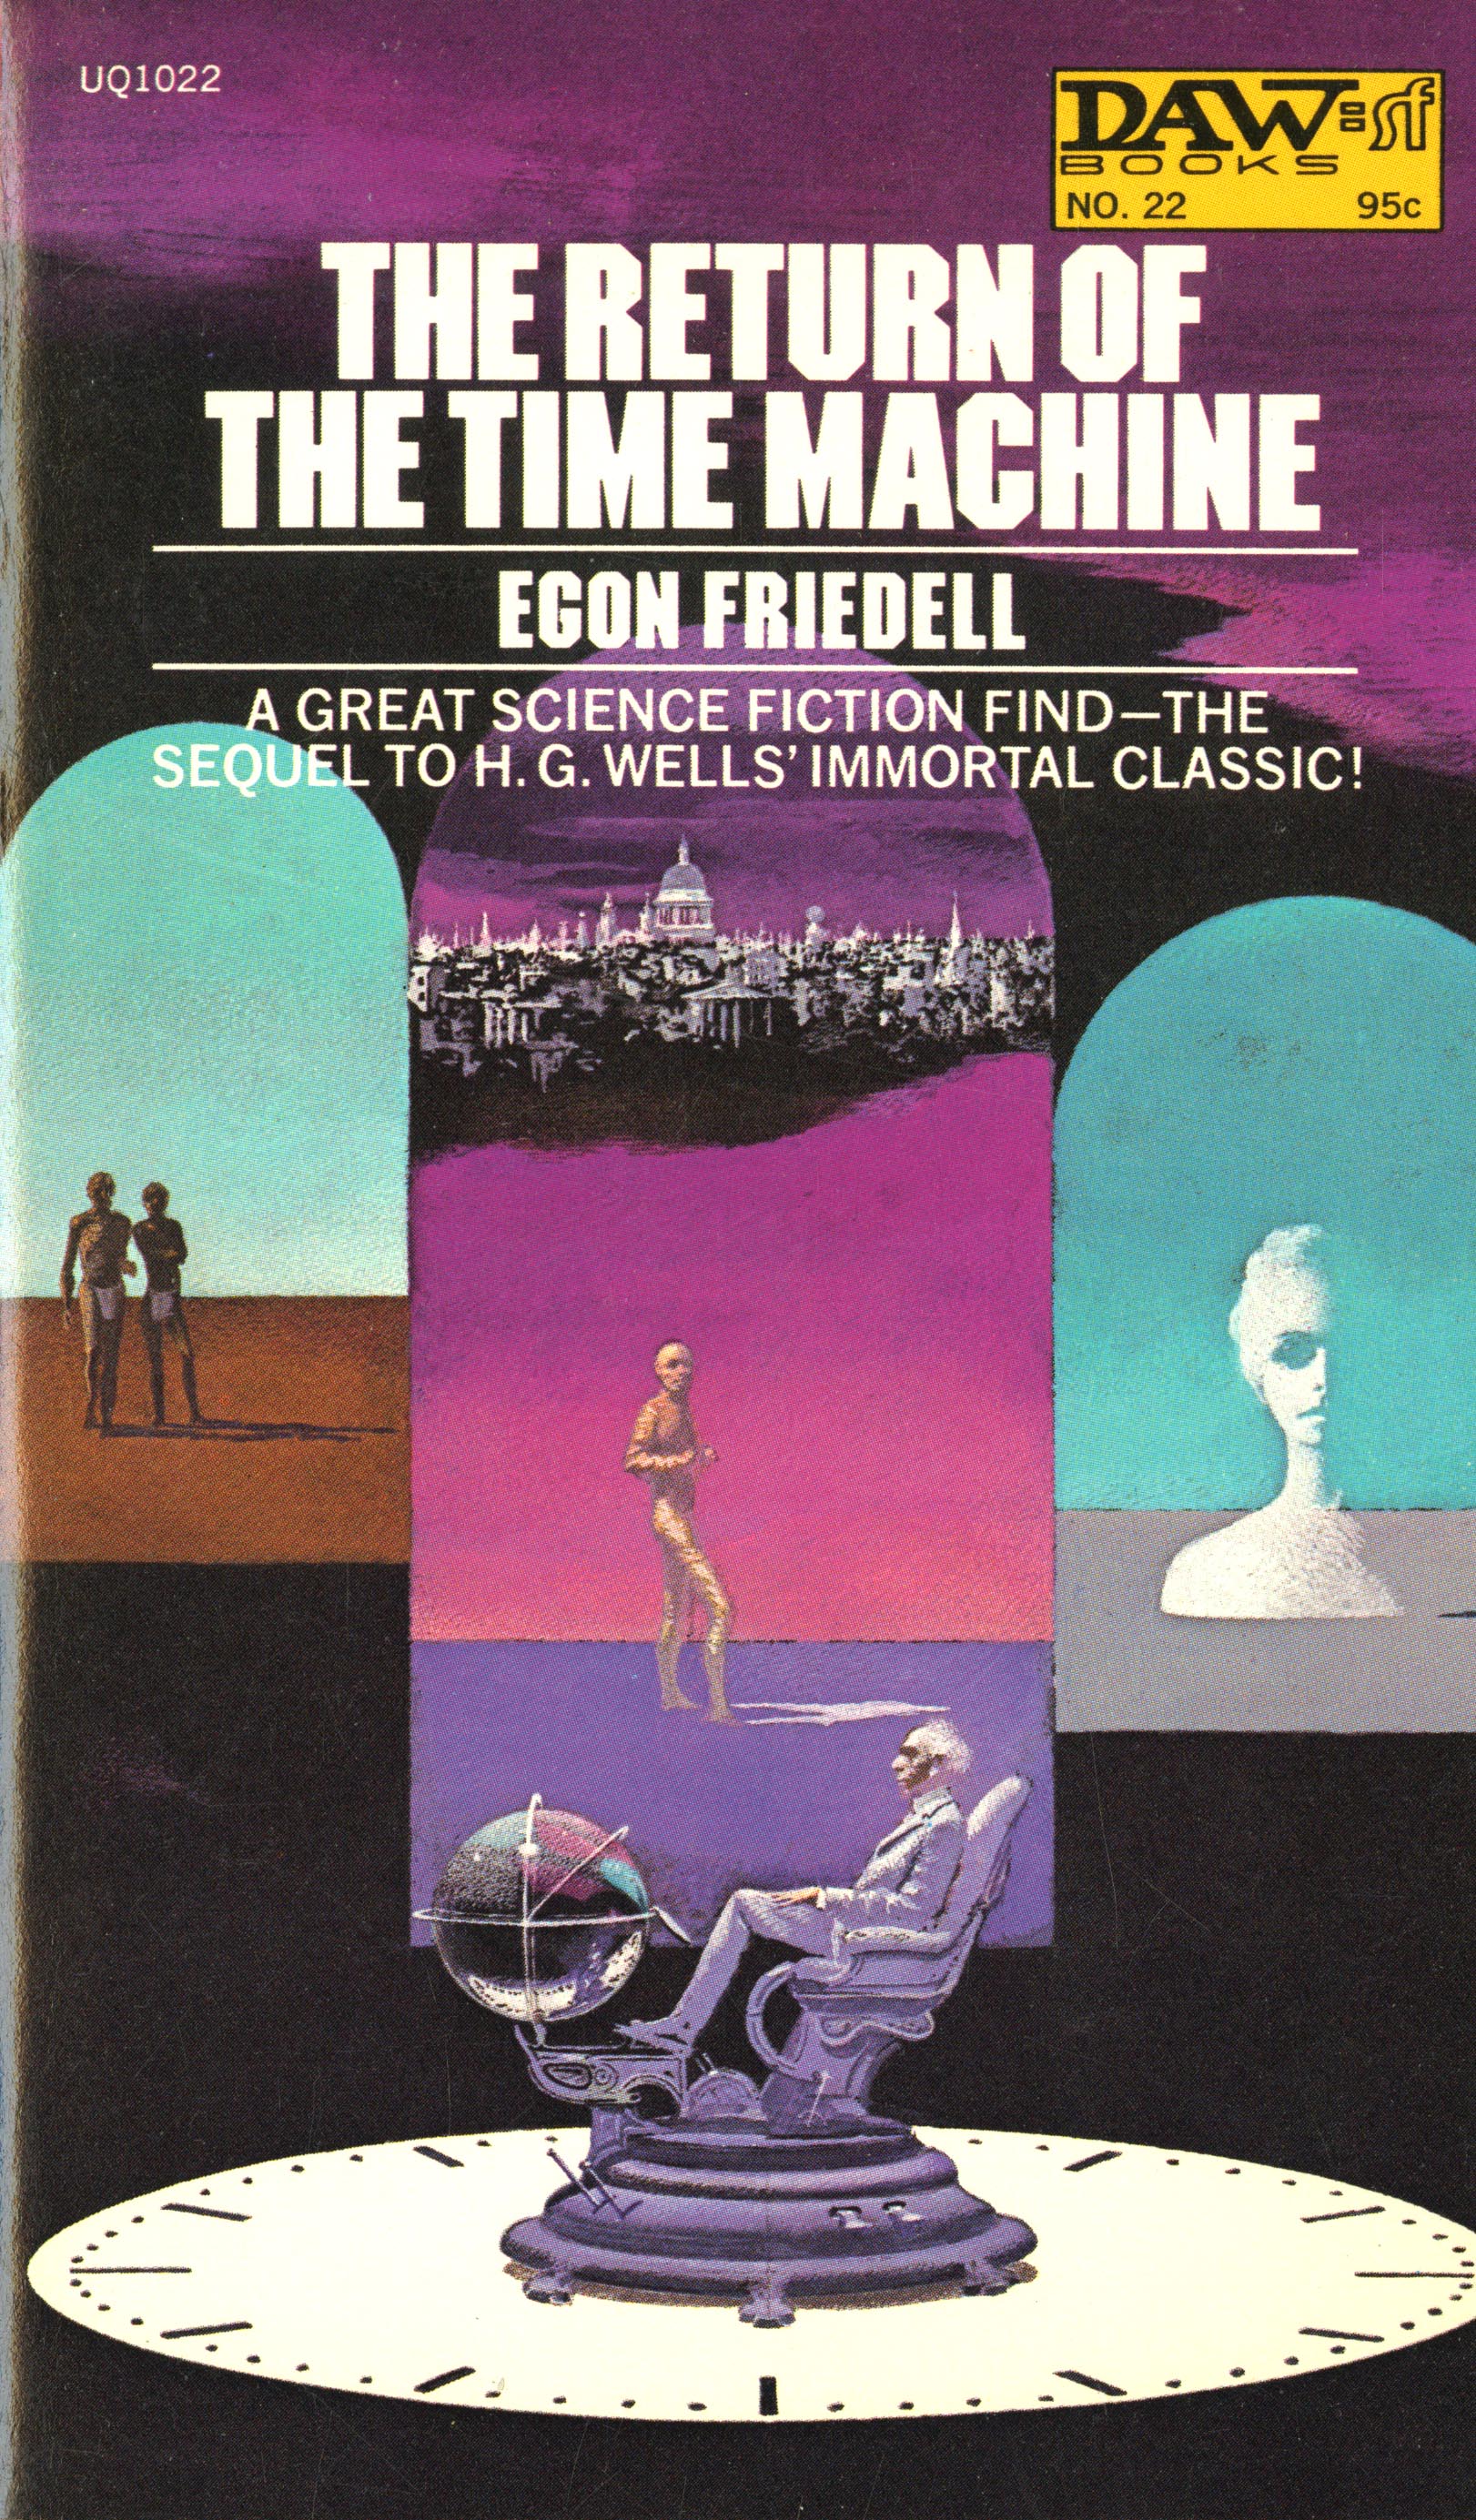 UQ1022
DAW=sf
BOOKS
NO. 22 95c
THE RETURN OF
THE TIME MACHINE
EGON FRIEDELL
A GREAT SCIENCE FICTION FIND—THE
SEQUEL TO H. G. WELLS' IMMORTAL CLASSIC!